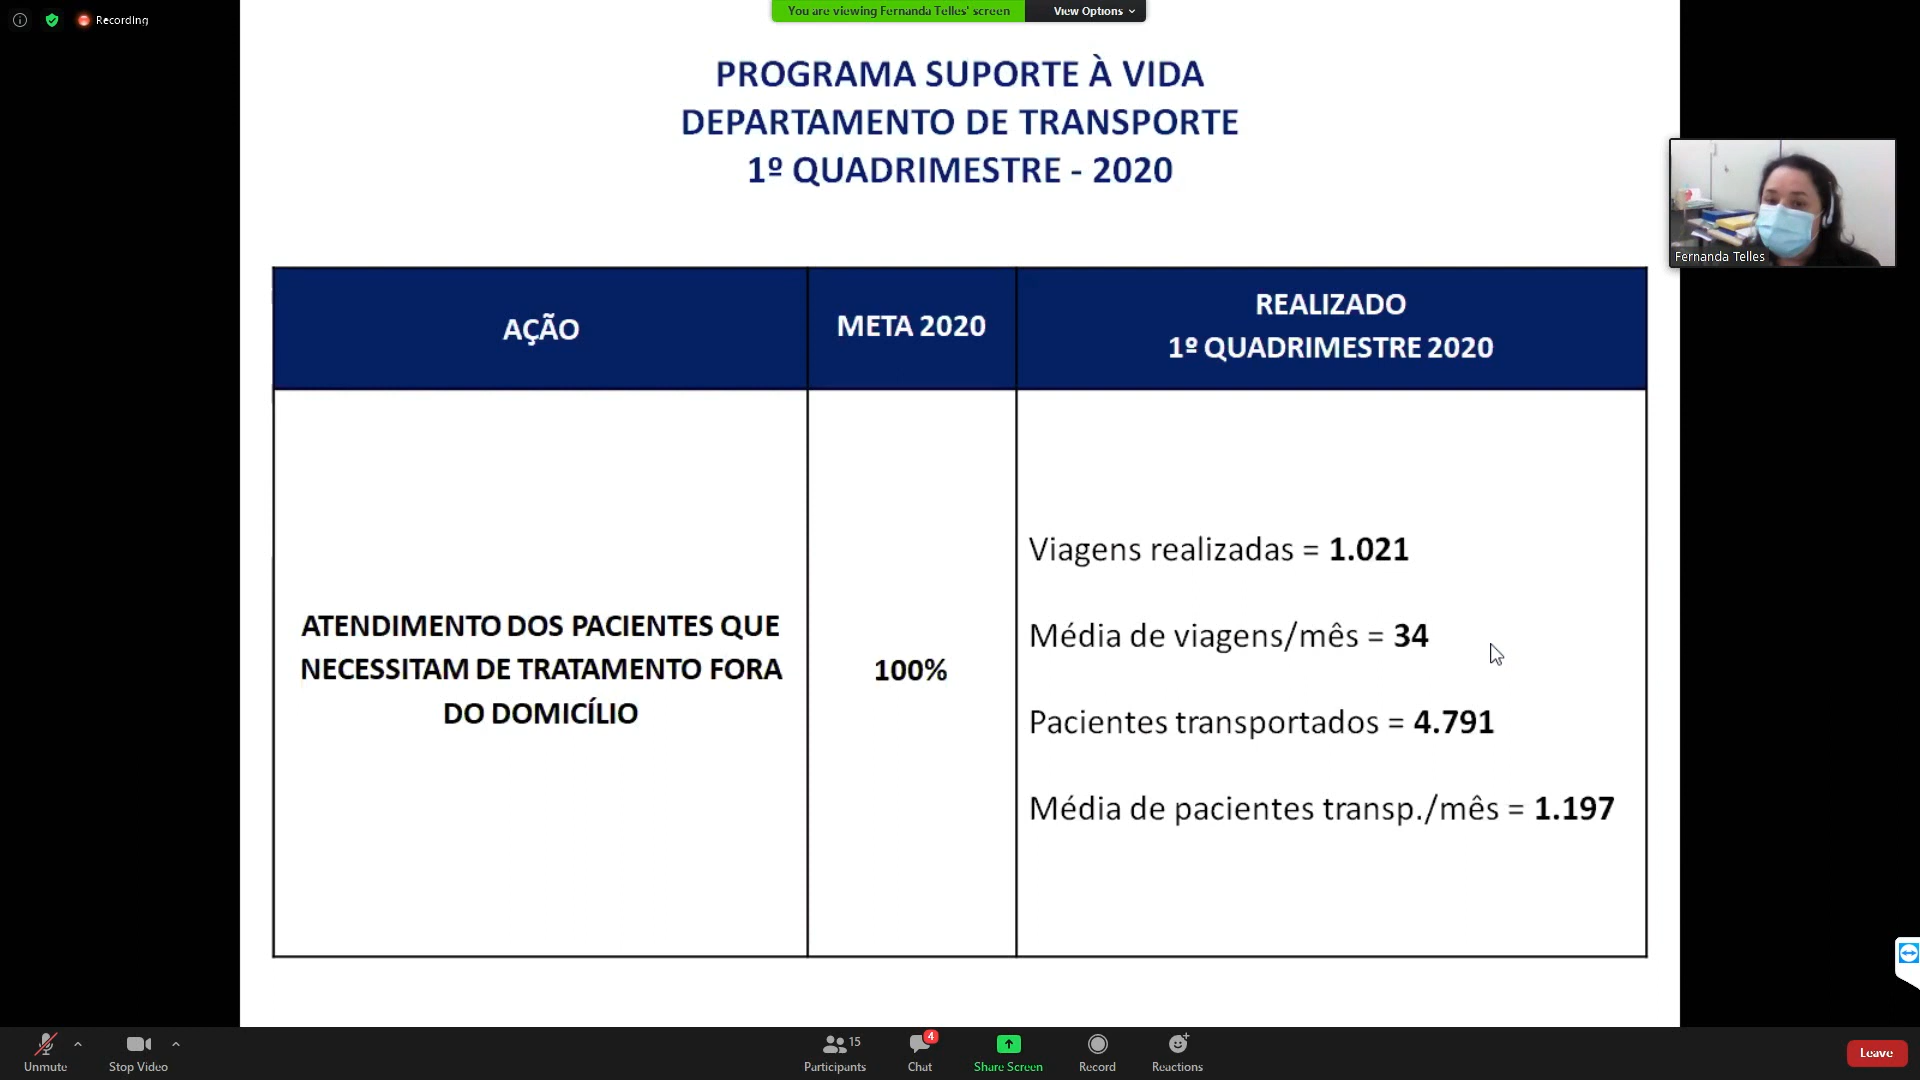 Recording
You are viewing Fernanda Telles' screen
View Options
PROGRAMA SUPORTE À VIDA
DEPARTAMENTO DE TRANSPORTE
1º QUADRIMESTRE - 2020
Fernanda Telles
AÇÃO
META 2020
REALIZADO
1º QUADRIMESTRE 2020
ATENDIMENTO DOS PACIENTES QUE
NECESSITAM DE TRATAMENTO FORA
DO DOMICÍLIO
100%
Viagens realizadas = 1.021
Média de viagens/mês = 34
Pacientes transportados = 4.791
Média de pacientes transp./mês = 1.197
Unmute
Stop Video
15
Participants
4
Chat
Share Screen
Record
Reactions
Leave